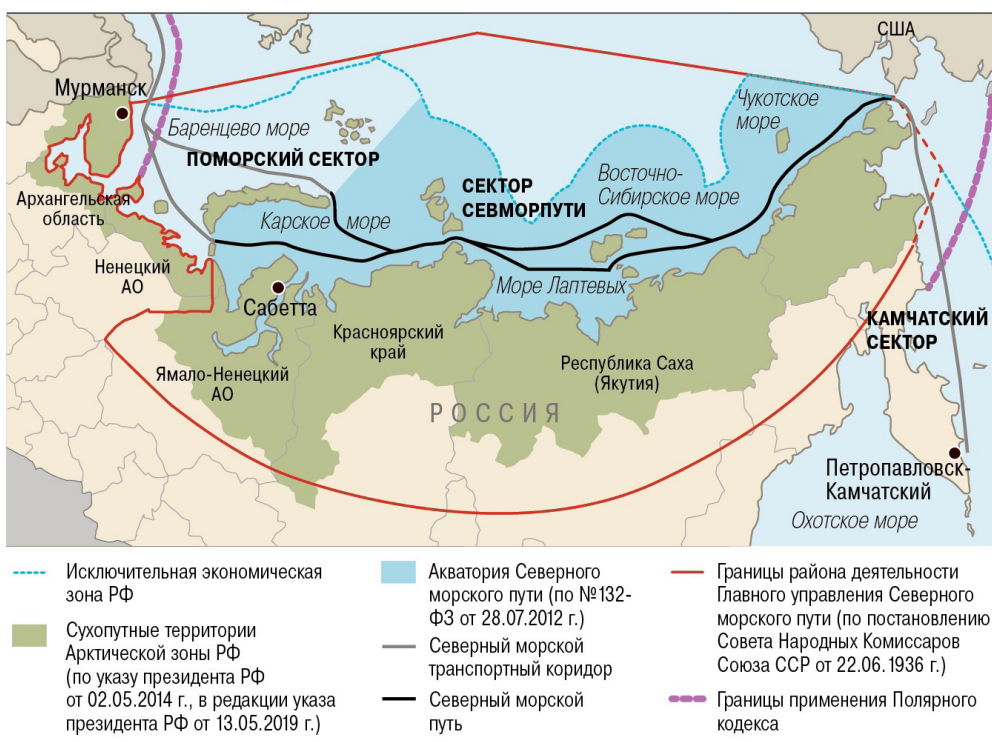 США
Мурманск
Чукотское
море
Баренцево море
ПОМОРСКИЙ СЕКТОР
СЕКТОР
СЕВМОРПУТИ
Восточно-
Сибирское море
Архангельская
область
Карское море
Ненецкий
АО
Море Лаптевых
Сабетта
КАМЧАТСКИЙ
СЕКТОР
Красноярский
край
Республика Саха
(Якутия)
Ямало-Ненецкий
АО
РОССИЯ
Петропавловск-
Камчатский
Охотское море
Исключительная экономическая
зона РФ
Сухопутные территории
Арктической зоны РФ
(по указу президента РФ
от 02.05.2014 г., в редакции указа
президента РФ от 13.05.2019 г.)
Акватория Северного
морского пути (по №132-
ФЗ от 28.07.2012 г.)
Северный морской
транспортный коридор
Северный морской
путь
Границы района деятельности
Главного управления Северного
морского пути (по постановлению
Совета Народных Комиссаров
Союза ССР от 22.06.1936 г.)
Границы применения Полярного
кодекса